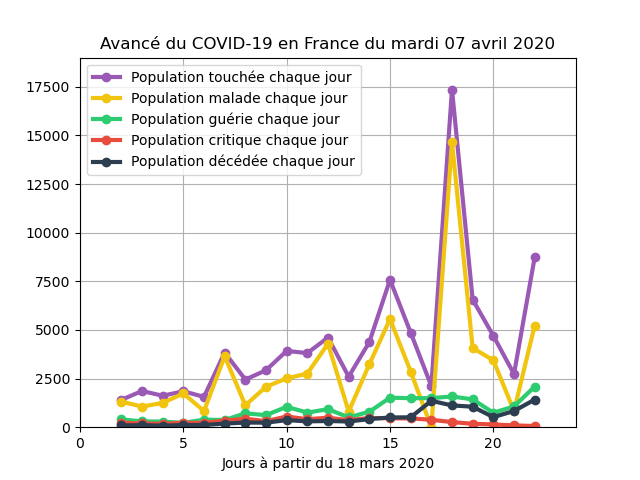 Avancé du COVID-19 en France du mardi 07 avril 2020
Population touchée chaque jour
Population malade chaque jour
Population guérie chaque jour
Population critique chaque jour
Population décédée chaque jour
17500
15000
12500
10000
7500
5000
2500
0
0 5 10 15 20
Jours à partir du 18 mars 2020